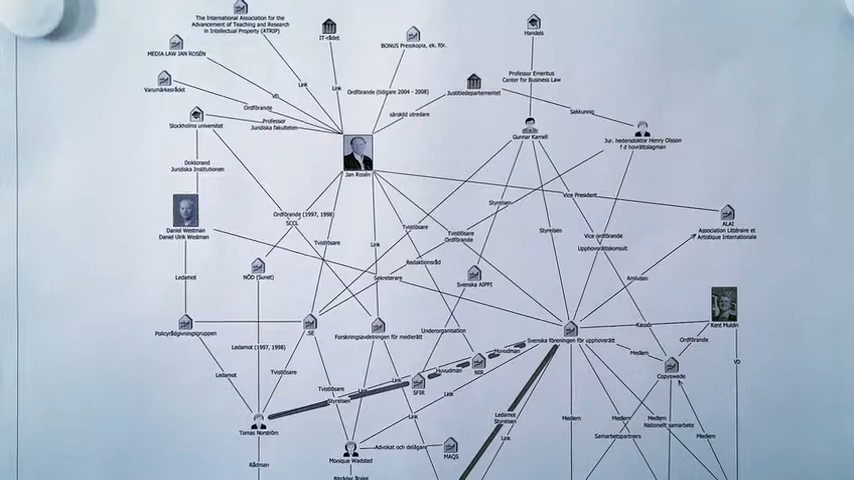 The International Association for the
Advancement of Teaching and Research
in Intellectual Property (ATRIP)
IT-rådet
BONUS Presskopia, ek. för.
Handels
MEDIA LAW JAN ROSÉN
Varumärkesrådet
VD
Link
Link
Ordförande (tidigare 2004 - 2008)
Justitiedepartementet
Professor Emeritus
Center for Business Law
Ordförande
Stockholms universitet
Professor
Juridiska fakulteten
särskild utredare
Sakkunnig
Gunnar Karnell
Jur. hedersdoktor Henry Olsson
f d hovrättslagman
Doktorand
Juridiska Institutionen
Jan Rosén
Vice President
Styrelsen
Daniel Westman
Daniel Ulrik Westman
Ordförande (1997, 1998)
SCCL
ALAI
Association Littéraire et
Artistique Internationale
Tvistlösare
Link
Tvistlösare
Tvistlösare
Ordförande
Styrelsen
Vice ordförande
Upphovsrättskonsult
Ledamot
NÖD (Sunet)
Redaktionsråd
Sekreterare
Svenska AIPPI
Ansluten
Policyrådgivningsgruppen
.SE
Forskningsavdelningen för medierätt
Underorganisation
Svenska föreningen för upphovsrätt
Kassör
Kent Muldin
Ledamot (1997, 1998)
Huvudman
Medlem
Ordförande
Ledamot
Tvistlösare
Huvudman
NIR
Copyswede
VD
Tvistlösare
Link
Link
SFIR
Link
Styrelsen
Tomas Norström
Link
Ledamot
Styrelsen
Link
Medlem
Medlem
Medlem
Nationellt samarbete
Samarbetspartners
Medlem
Monique Wadsted
Advokat och delägare
MAQS
Rådman